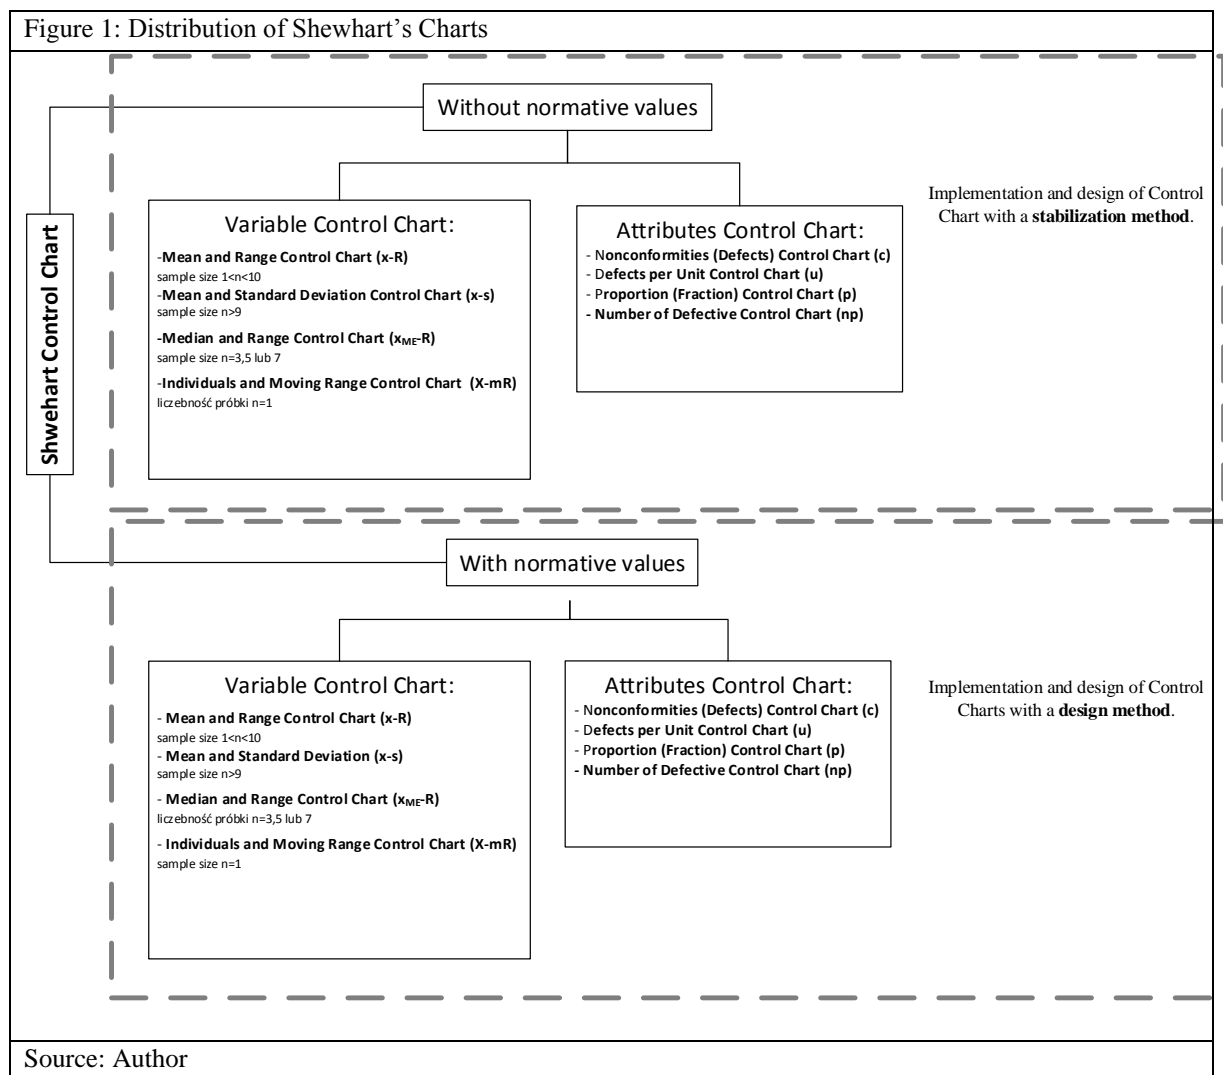 Figure 1: Distribution of Shewhart’s Charts
Shwehart Control Chart
Without normative values
Variable Control Chart:
-Mean and Range Control Chart (x-R)
sample size 1<n<10
-Mean and Standard Deviation Control Chart (x-s)
sample size n>9
-Median and Range Control Chart (xME-R)
sample size n=3,5 lub 7
-Individuals and Moving Range Control Chart (X-mR)
liczebność próbki n=1
Attributes Control Chart:
- Nonconformities (Defects) Control Chart (c)
- Defects per Unit Control Chart (u)
- Proportion (Fraction) Control Chart (p)
- Number of Defective Control Chart (np)
Implementation and design of Control
Chart with a stabilization method.
With normative values
Variable Control Chart:
- Mean and Range Control Chart (x-R)
sample size 1<n<10
- Mean and Standard Deviation (x-s)
sample size n>9
- Median and Range Control Chart (xME-R)
liczebność próbki n=3,5 lub 7
- Individuals and Moving Range Control Chart (X-mR)
sample size n=1
Attributes Control Chart:
- Nonconformities (Defects) Control Chart (c)
- Defects per Unit Control Chart (u)
- Proportion (Fraction) Control Chart (p)
- Number of Defective Control Chart (np)
Implementation and design of Control
Charts with a design method.
Source: Author